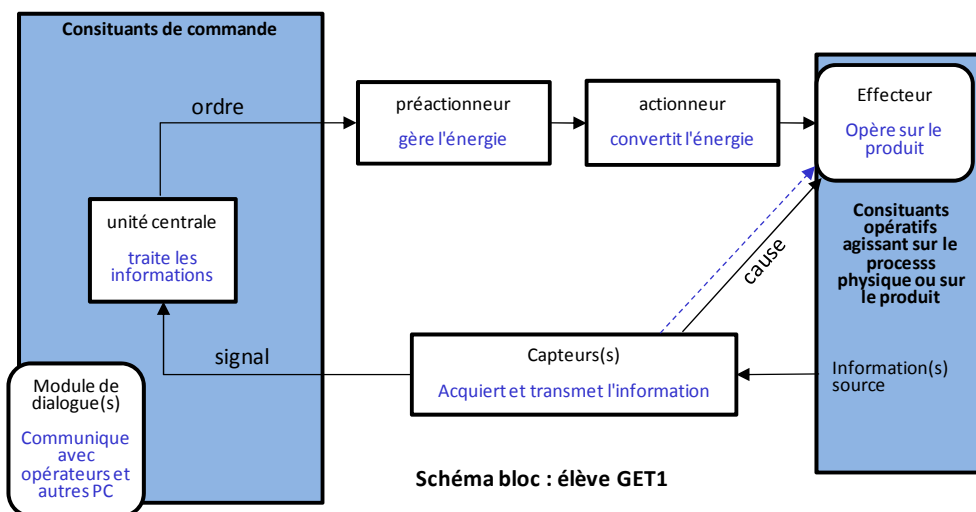 Consituants de commande
ordre
préactionneur
gère l'énergie
actionneur
convertit l'énergie
Effecteur
Opère sur le
produit
unité centrale
traite les
informations
cause
Consituants
opératifs
agissant sur le
processs
physique ou sur
le produit
signal
Capteurs(s)
Acquiert et transmet l'information
Information(s)
source
Module de
dialogue(s)
Communique
avec
opérateurs et
autres PC
Schéma bloc : élève GET1